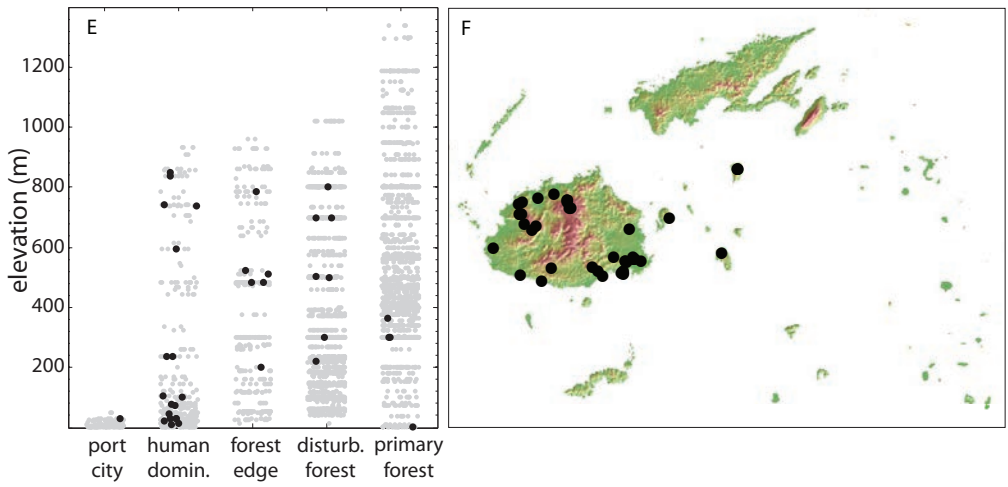 E
F
elevation (m)
1200
1000
800
600
400
200
port human forest disturb. primary
city domin. edge forest forest